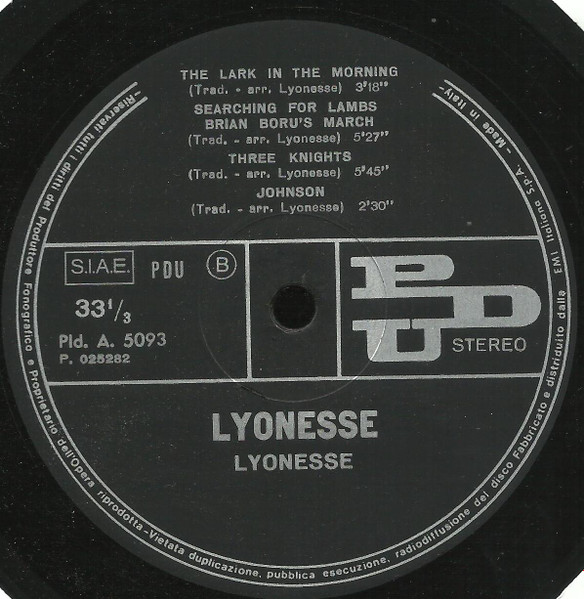 THE LARK IN THE MORNING
(Trad. - arr. Lyonesse) 3'18''
SEARCHING FOR LAMBS
BRIAN BORU'S MARCH
(Trad. - arr. Lyonesse) 5'27''
THREE KNIGHTS
(Trad. - arr. Lyonesse) 5'45''
JOHNSON
(Trad. - arr. Lyonesse) 2'30''
S.I.A.E. PDU B
33 1/3
Pld. A. 5093
P. 025282
PDU
STEREO
LYONESSE
LYONESSE
-Riservati tutti i diritti del Produttore Fonografico e Proprietario dell'Opera riprodotta-Vietata duplicazione, pubblica esecuzione, radiodiffusione del disco Fabbricato e distribuito dalla EMI Italiana S.p.A. -Made in Italy-